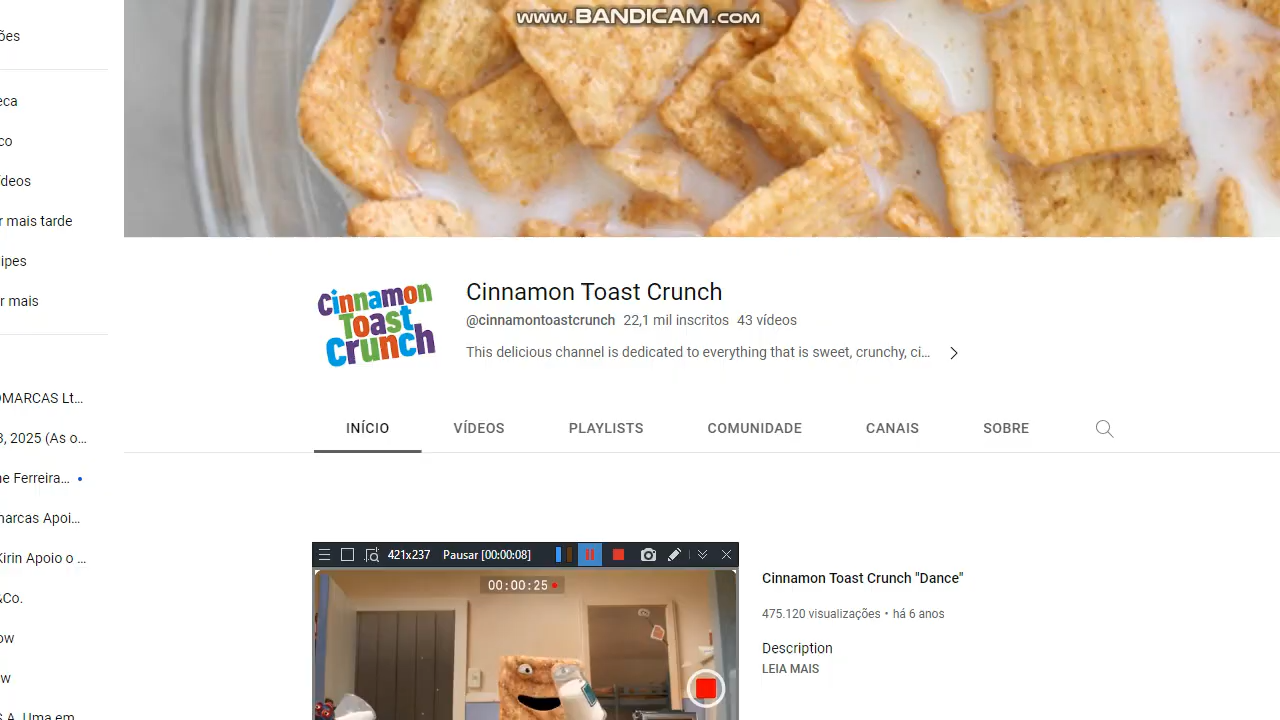 www.BANDICAM.com
ões
eca
co
ídeos
r mais tarde
ipes
r mais
OMARCAS Lt...
3, 2025 (As o...
ne Ferreira...
narcas Apoi...
Kirin Apoio o ...
&Co.
ow
w
S.A. Uma em
Cinnamon
Toast
Crunch
Cinnamon Toast Crunch
@cinnamontoastcrunch 22,1 mil inscritos 43 vídeos
This delicious channel is dedicated to everything that is sweet, crunchy, ci...
INÍCIO VÍDEOS PLAYLISTS COMUNIDADE CANAIS SOBRE
421x237 Pausar [00:00:08]
00:00:25
Cinnamon Toast Crunch "Dance"
475.120 visualizações • há 6 anos
Description
LEIA MAIS